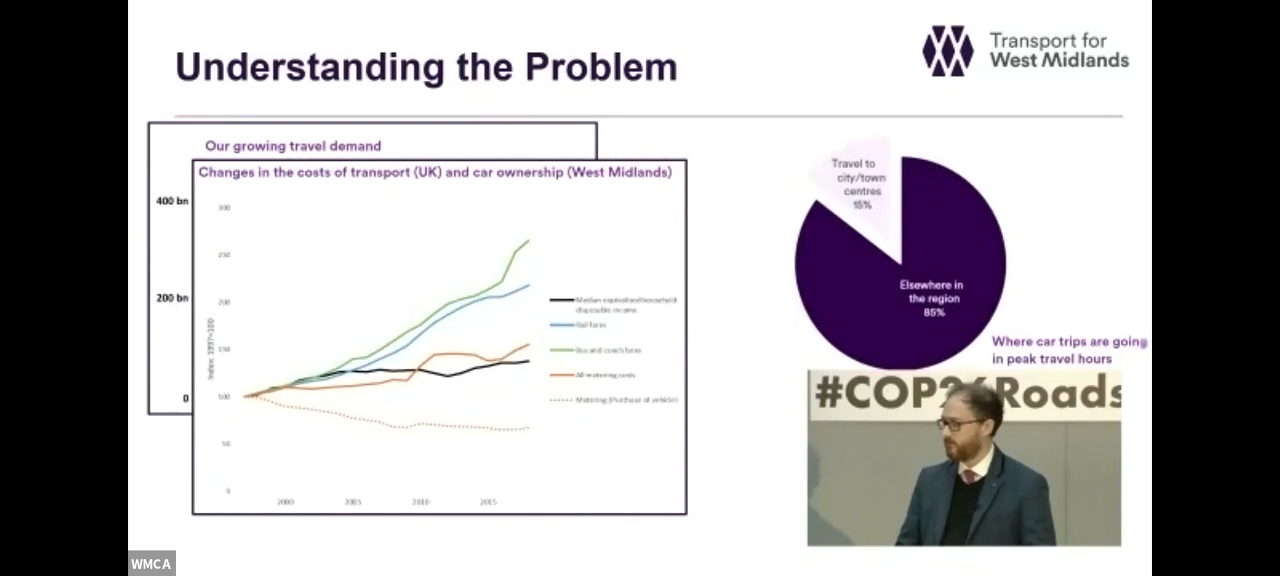 Understanding the Problem
Transport for
West Midlands
Our growing travel demand
400 bn
200 bn
0
Changes in the costs of transport (UK) and car ownership (West Midlands)
300
250
200
150
100
50
0
Index: 1997=100
2000
2005
2010
2015
Median equivalised household
disposable income
Rail fares
Bus and coach fares
All motoring costs
Motoring (Purchase of vehicle)
Travel to
city/town
centres
15%
Elsewhere in
the region
85%
Where car trips are going
in peak travel hours
#COP26Roads
WMCA